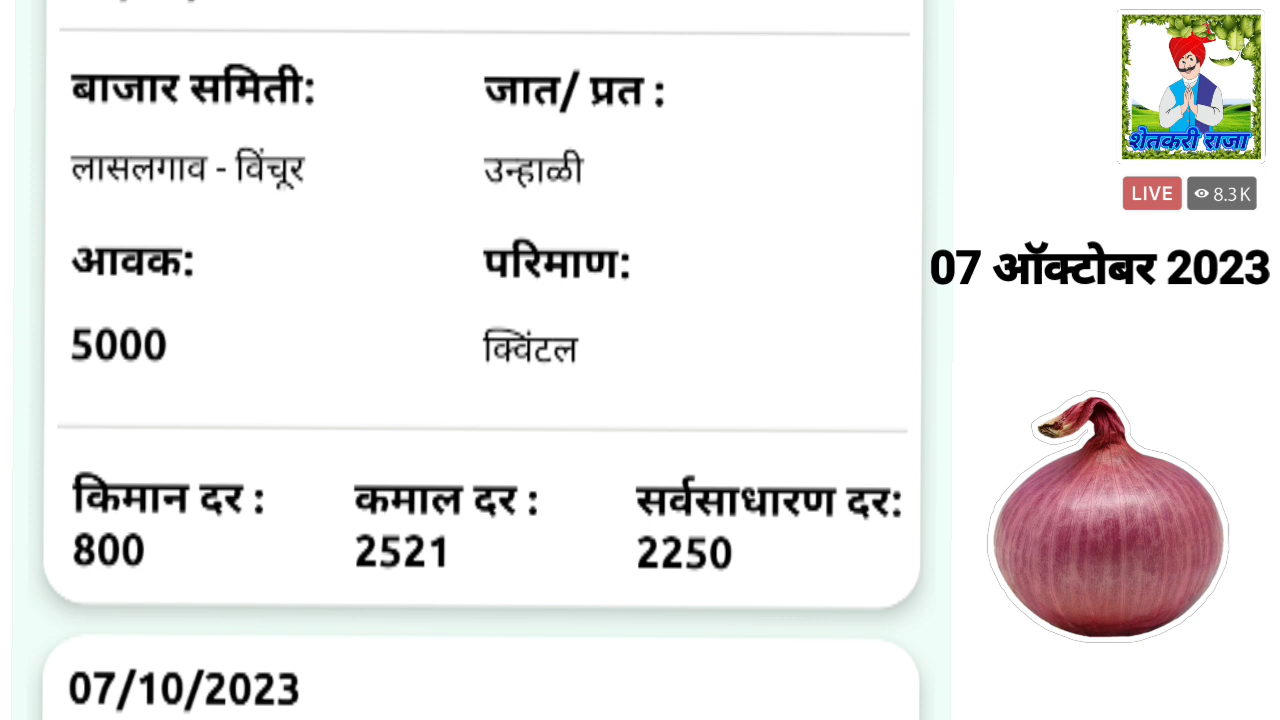 बाजार समिती:
जात/ प्रत :
लासलगाव - विंचूर
उन्हाळी
आवक:
परिमाण:
5000
क्विंटल
किमान दर :
कमाल दर :
सर्वसाधारण दर:
800
2521
2250
07/10/2023
शेतकरी राजा
LIVE
8.3K
07 ऑक्टोबर 2023